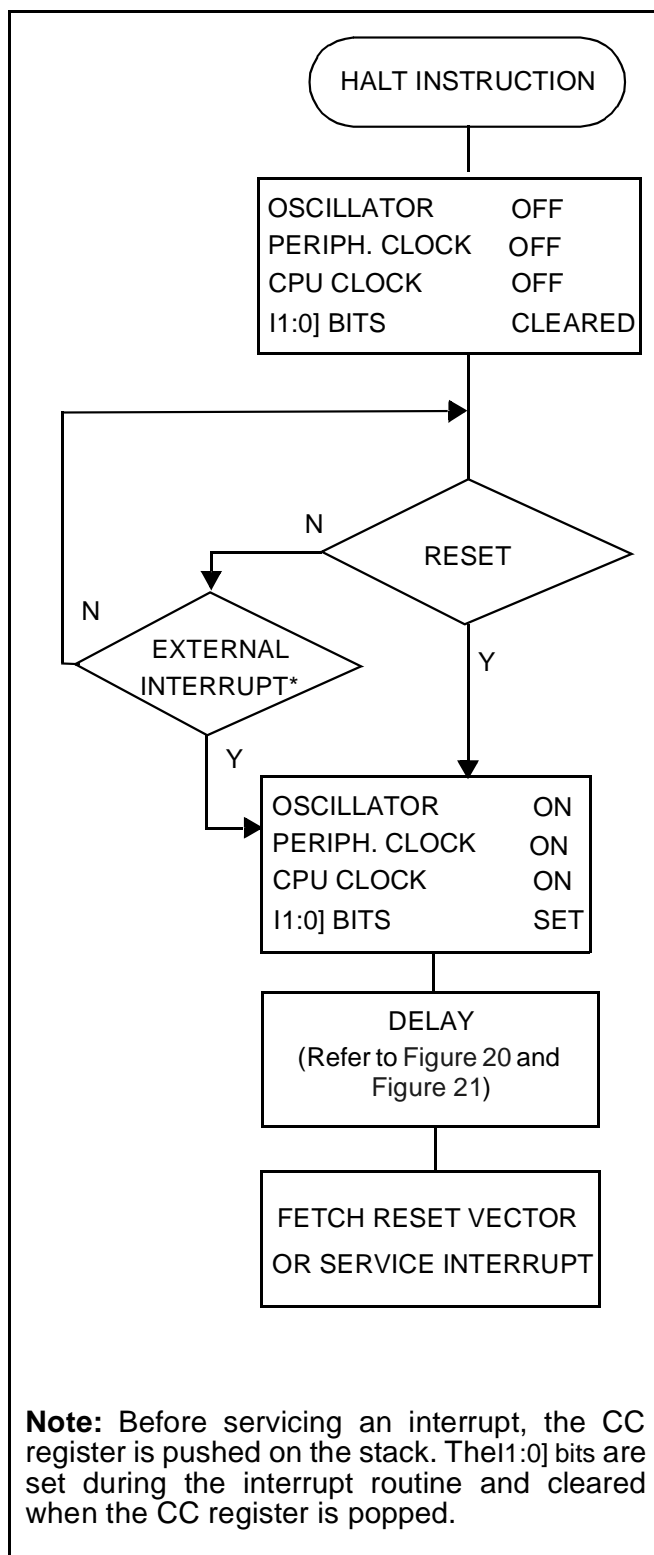 HALT INSTRUCTION
OSCILLATOR OFF
PERIPH. CLOCK OFF
CPU CLOCK OFF
I1:0] BITS CLEARED
N
RESET
N
EXTERNAL
INTERRUPT*
Y
Y
OSCILLATOR ON
PERIPH. CLOCK ON
CPU CLOCK ON
I1:0] BITS SET
DELAY
(Refer to Figure 20 and
Figure 21)
FETCH RESET VECTOR
OR SERVICE INTERRUPT
Note: Before servicing an interrupt, the CC
register is pushed on the stack. TheI1:0] bits are
set during the interrupt routine and cleared
when the CC register is popped.